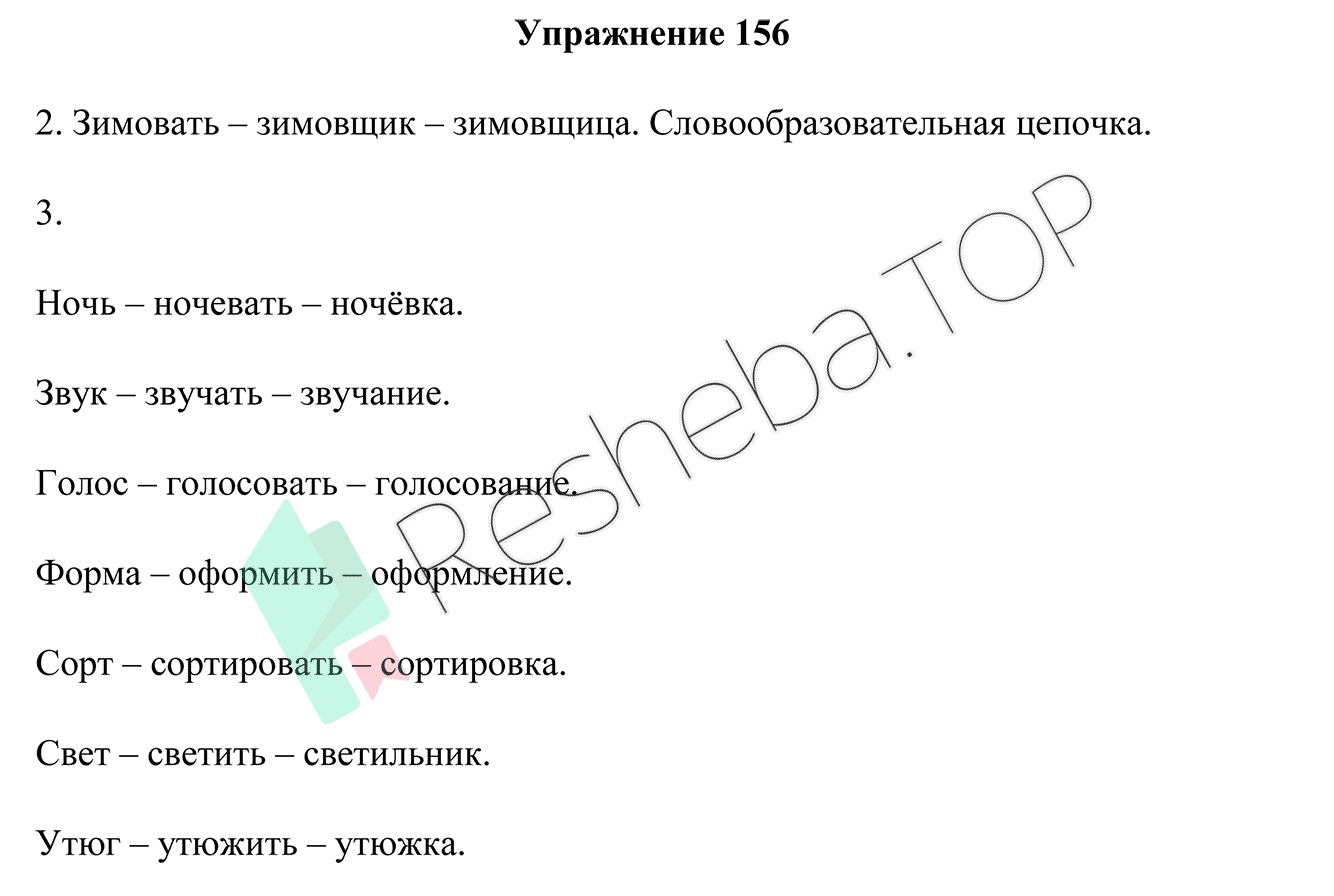 Упражнение 156
2. Зимовать – зимовщик – зимовщица. Словообразовательная цепочка.
3.
Ночь – ночевать – ночёвка.
Звук – звучать – звучание.
Голос – голосовать – голосование.
Форма – оформить – оформление.
Сорт – сортировать – сортировка.
Свет – светить – светильник.
Утюг – утюжить – утюжка.
Resheba.TOP